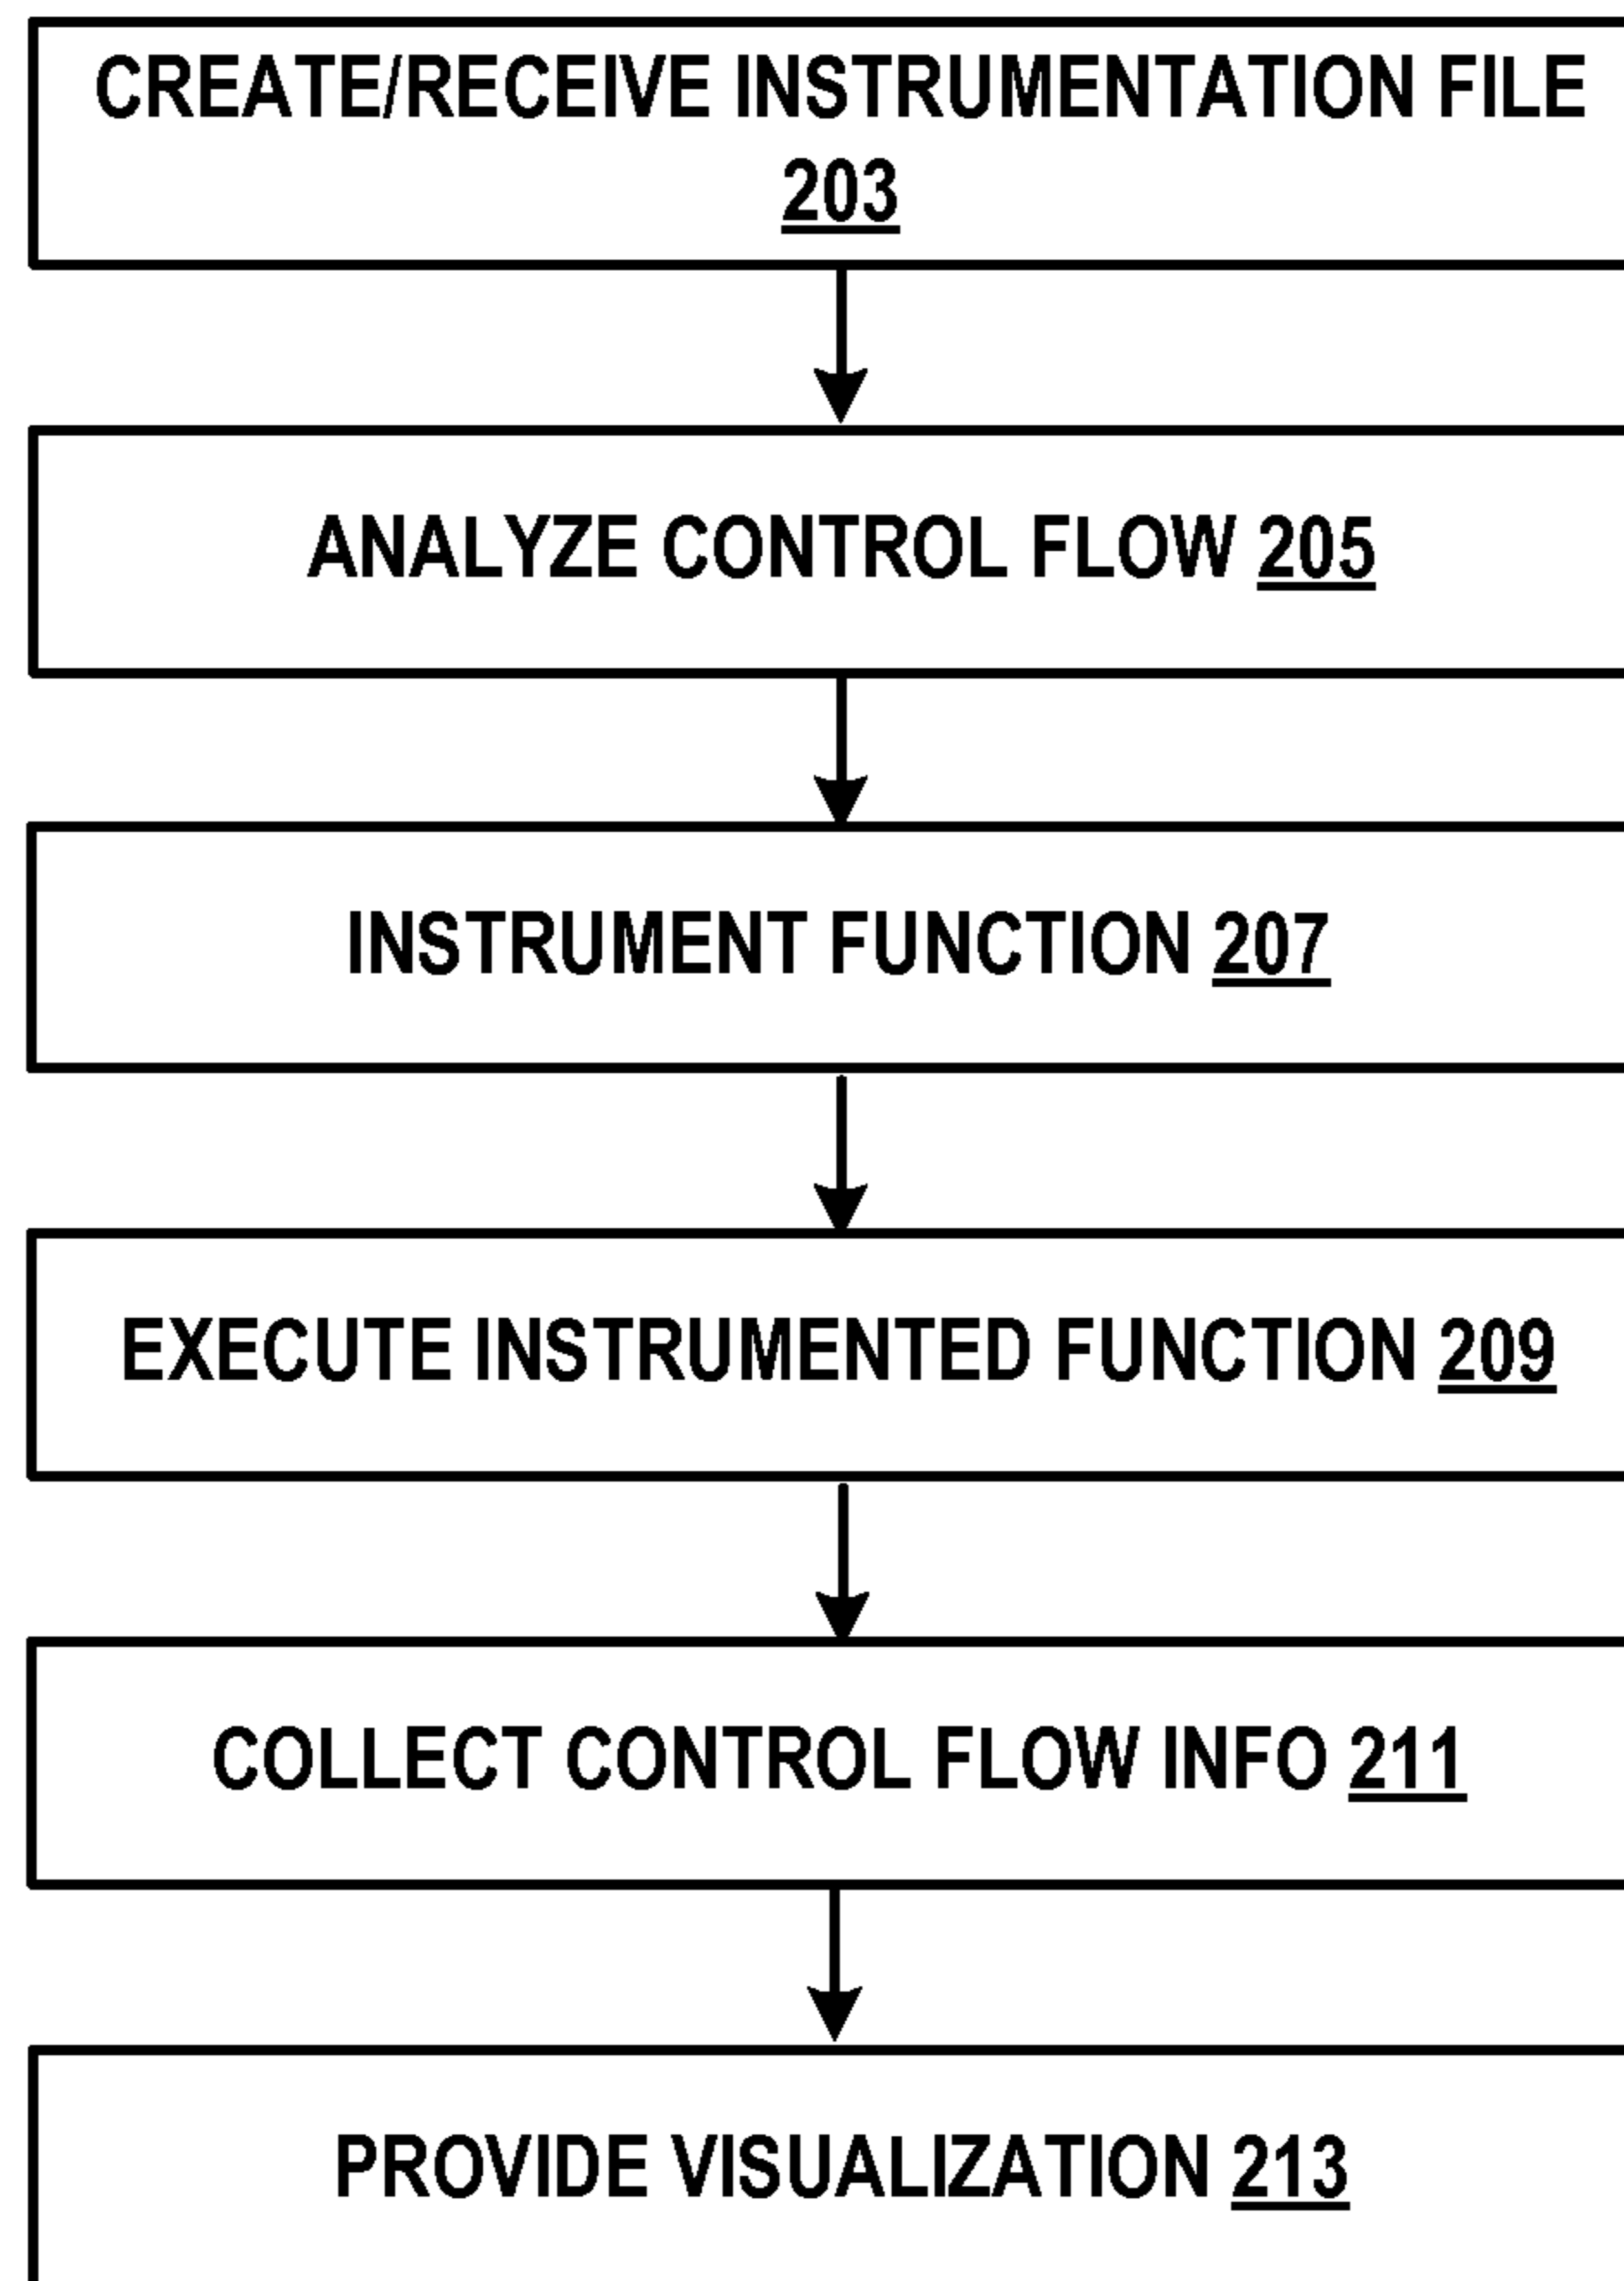 CREATE/RECEIVE INSTRUMENTATION FILE
203
ANALYZE CONTROL FLOW 205
INSTRUMENT FUNCTION 207
EXECUTE INSTRUMENTED FUNCTION 209
COLLECT CONTROL FLOW INFO 211
PROVIDE VISUALIZATION 213